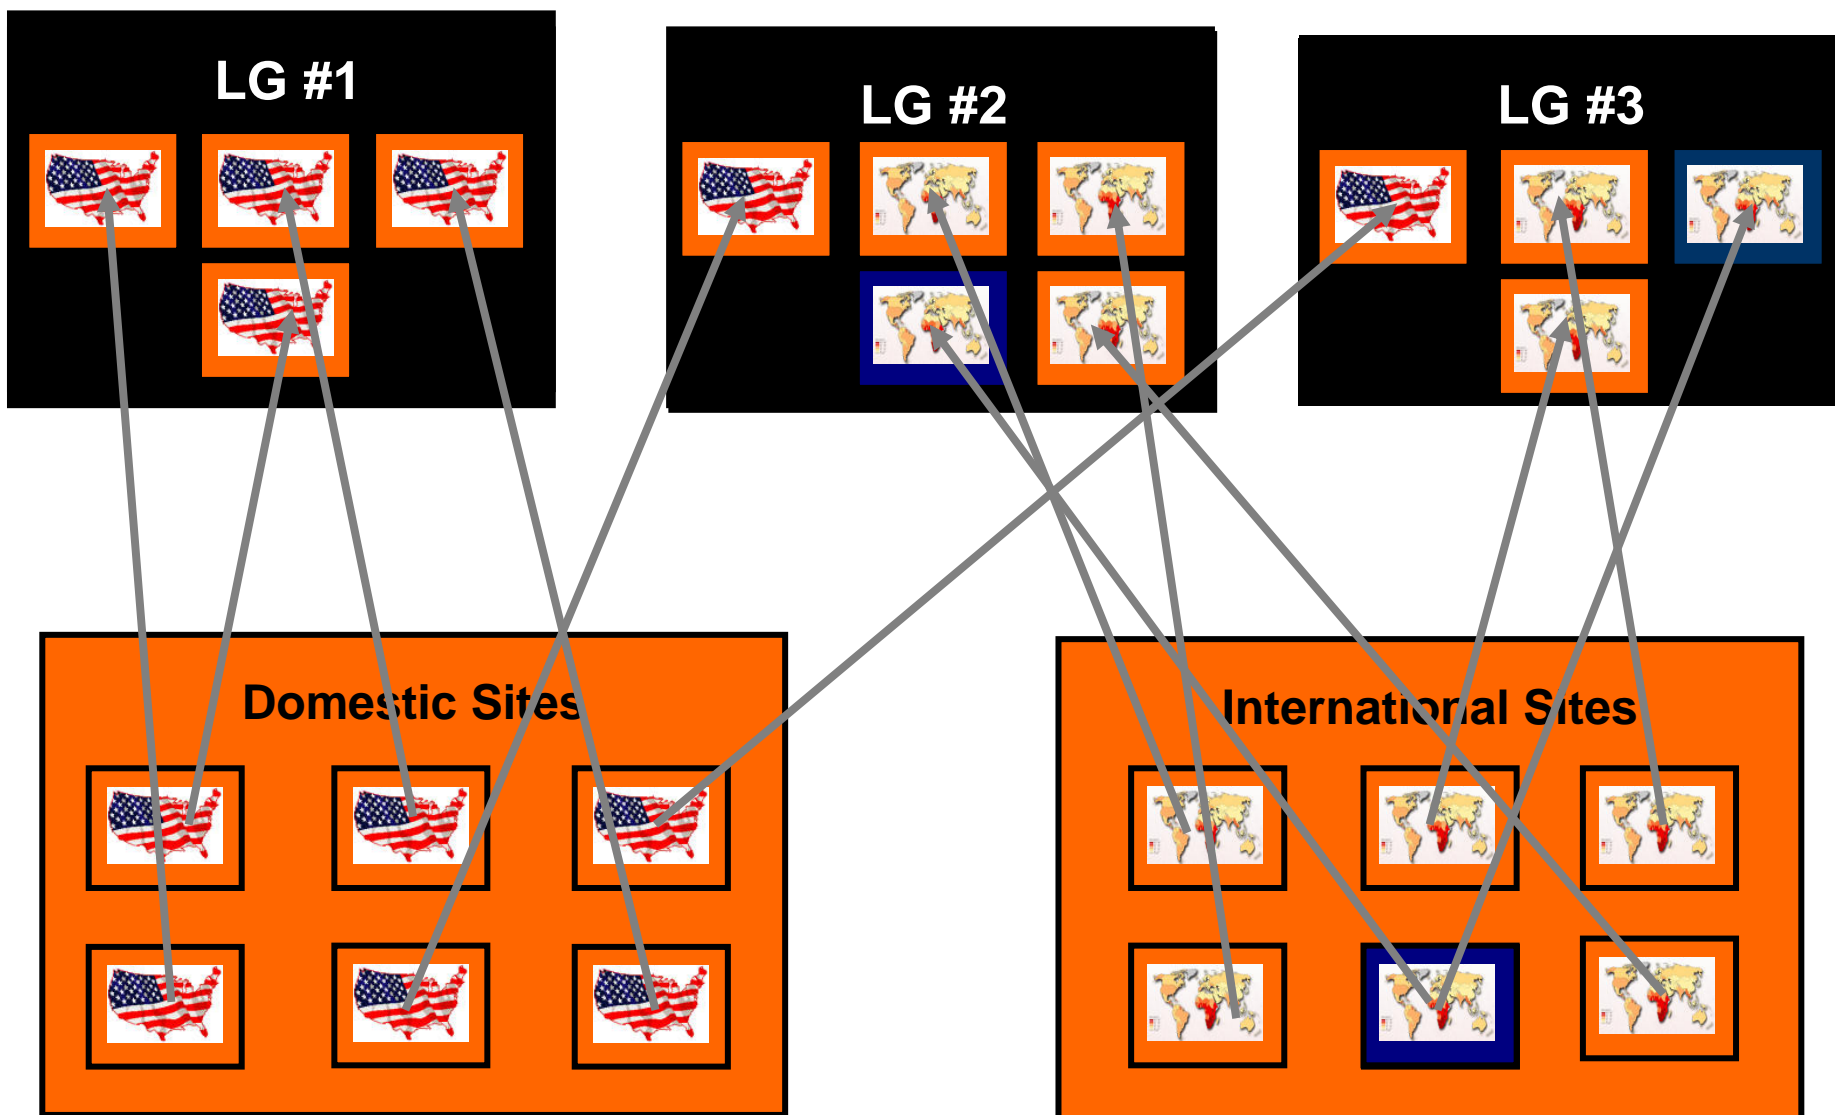 LG #1
LG #2
LG #3
Domestic Sites
International Sites